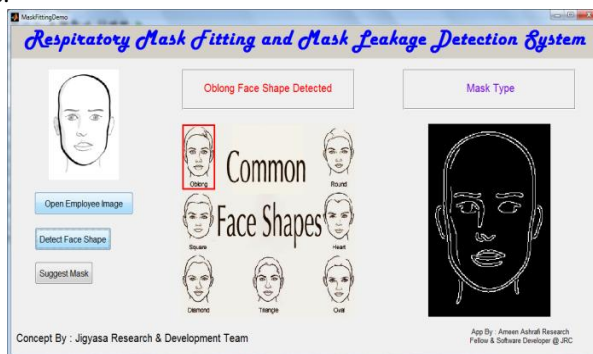 MaskFittingDemo
Respiratory Mask Fitting and Mask Leakage Detection System
Oblong Face Shape Detected
Mask Type
Common
Oblong
Round
Open Employee Image
Face Shapes
Square
Heart
Detect Face Shape
Suggest Mask
Diamond
Triangle
Oval
Concept By : Jigyasa Research & Development Team
App By : Ameen Ashrafi Research
Fellow & Software Developer @ JRC